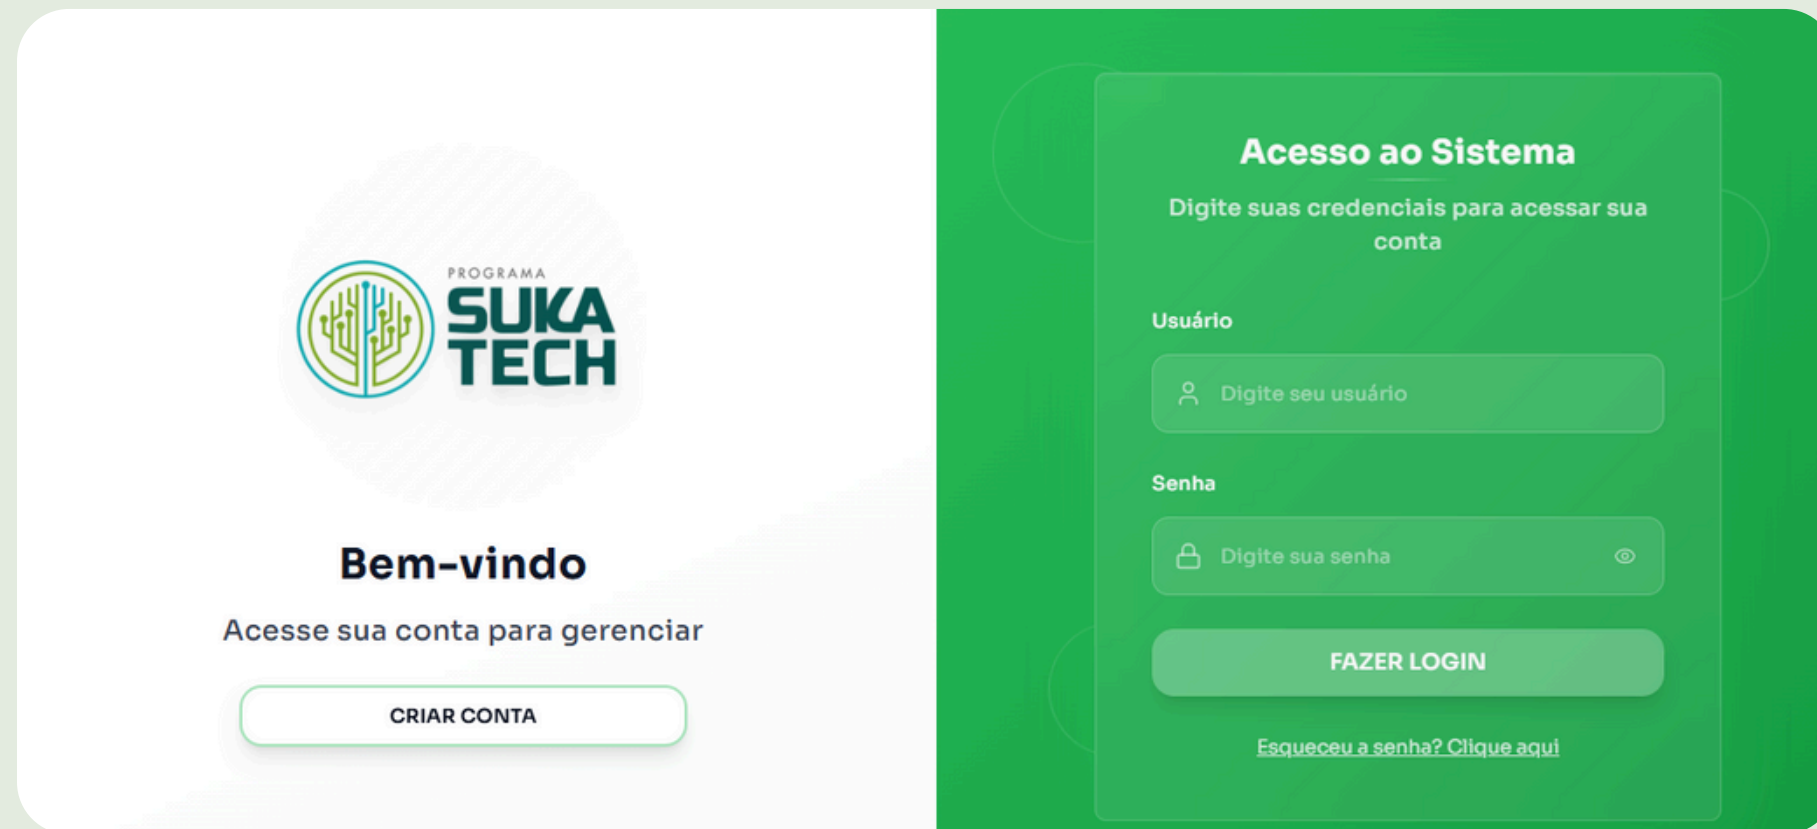 PROGRAMA
SUKA
TECH
Bem-vindo
Acesse sua conta para gerenciar
CRIAR CONTA
Acesso ao Sistema
Digite suas credenciais para acessar sua
conta
Usuário
Digite seu usuário
Senha
Digite sua senha
FAZER LOGIN
Esqueceu a senha? Clique aqui